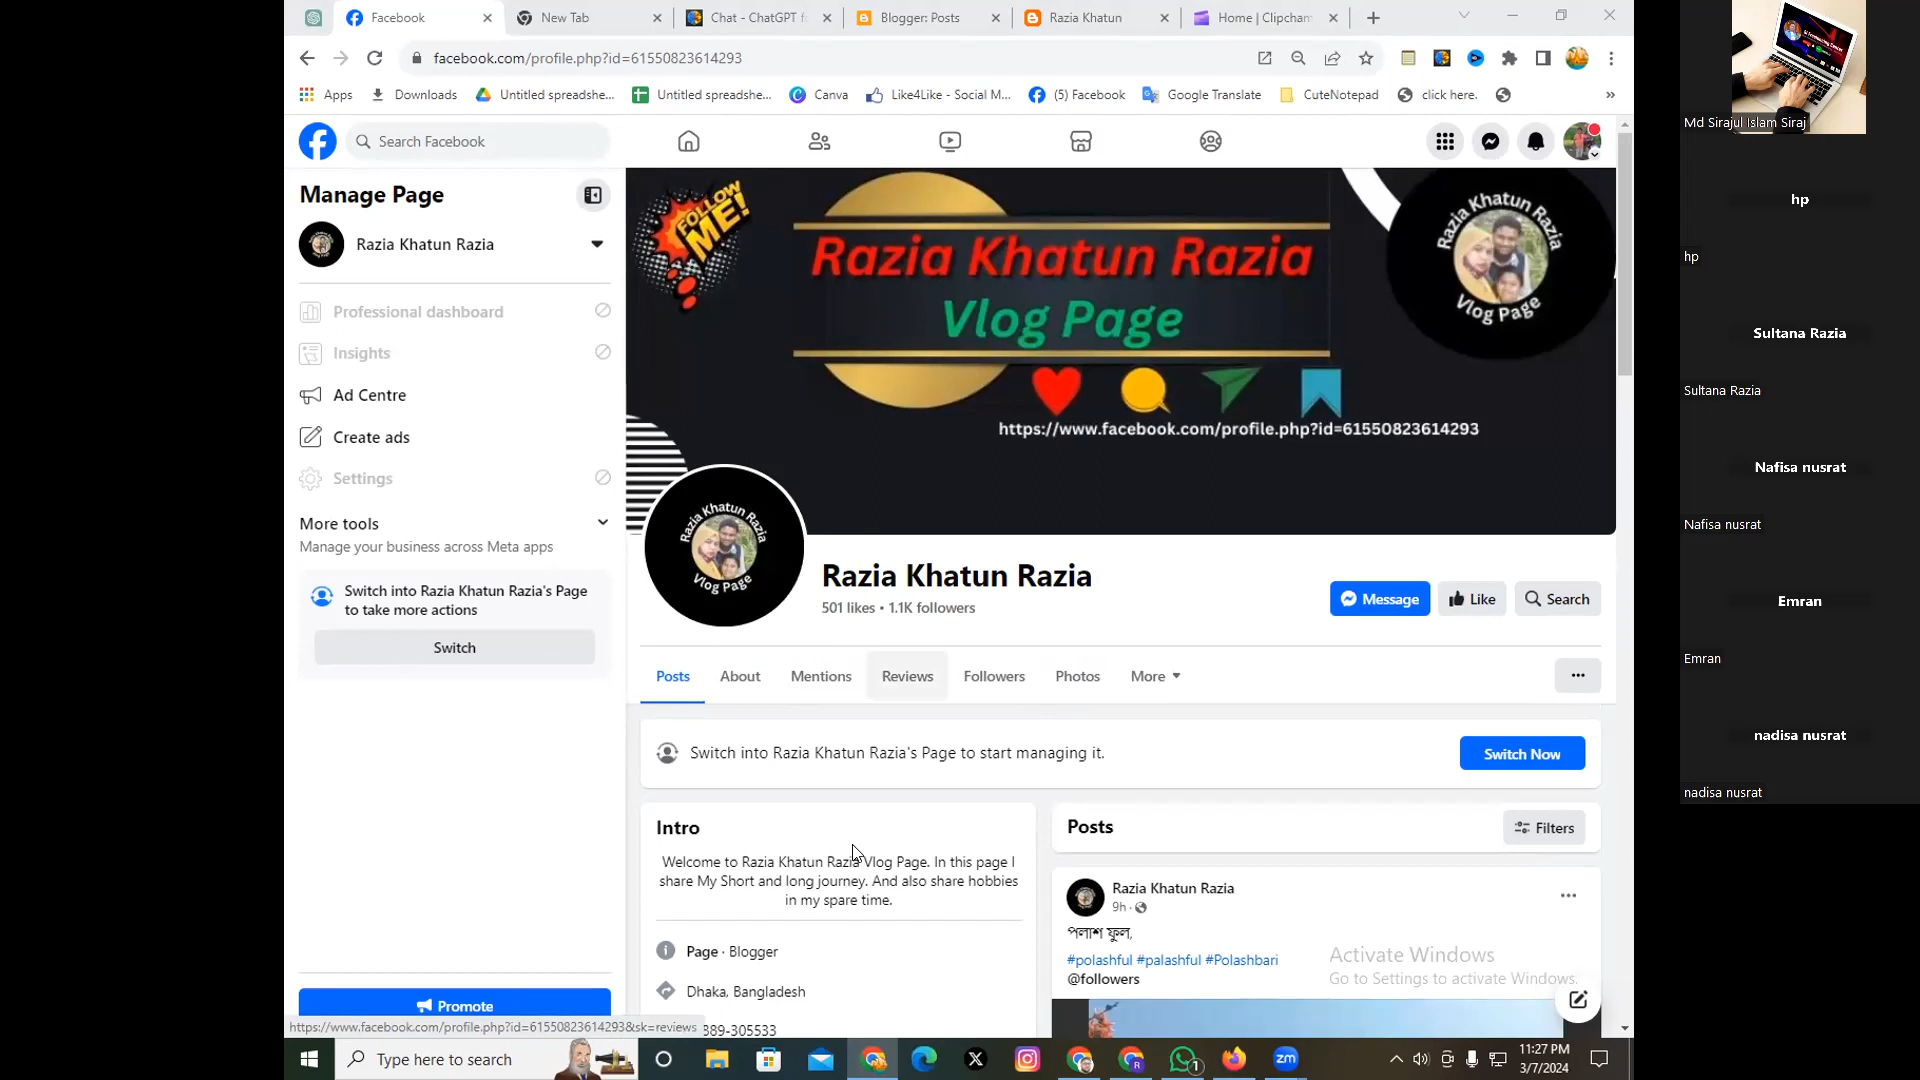 Facebook
New Tab
Chat - ChatGPT f
Blogger: Posts
Razia Khatun
Home | Clipcham
facebook.com/profile.php?id=61550823614293
Apps
Downloads
Untitled spreadshe...
Untitled spreadshe...
Canva
Like4Like - Social M...
(5) Facebook
Google Translate
CuteNotepad
click here.
Search Facebook
Manage Page
Razia Khatun Razia
Professional dashboard
Insights
Ad Centre
Create ads
Settings
More tools
Manage your business across Meta apps
Switch into Razia Khatun Razia's Page
to take more actions
Switch
Promote
https://www.facebook.com/profile.php?id=61550823614293&sk=reviews
FOLLOW
ME!
Razia Khatun Razia
Vlog Page
https://www.facebook.com/profile.php?id=61550823614293
Razia Khatun Razia
Vlog Page
Razia Khatun Razia
Vlog Page
Razia Khatun Razia
501 likes • 1.1K followers
Message
Like
Search
Posts
About
Mentions
Reviews
Followers
Photos
More
Switch into Razia Khatun Razia's Page to start managing it.
Switch Now
Intro
Welcome to Razia Khatun Razia Vlog Page. In this page I
share My Short and long journey. And also share hobbies
in my spare time.
Page · Blogger
Dhaka, Bangladesh
889-305533
Posts
Filters
Razia Khatun Razia
9h ·
পলাশ ফুল,
#polashful #palashful #Polashbari
@followers
Activate Windows
Go to Settings to activate Windows.
Type here to search
X
1
zm
11:27 PM
3/7/2024
Md Sirajul Islam Siraj
hp
hp
Sultana Razia
Sultana Razia
Nafisa nusrat
Nafisa nusrat
Emran
Emran
nadisa nusrat
nadisa nusrat